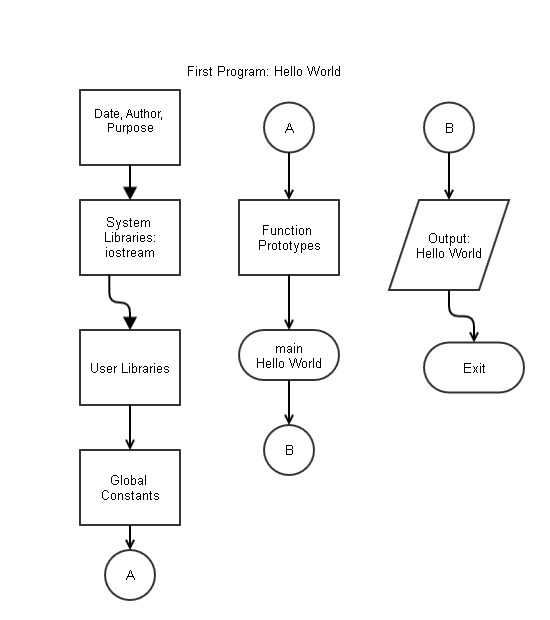 First Program: Hello World
Date, Author,
Purpose
System
Libraries:
iostream
User Libraries
Global
Constants
A
A
Function
Prototypes
main
Hello World
B
B
Output:
Hello World
Exit